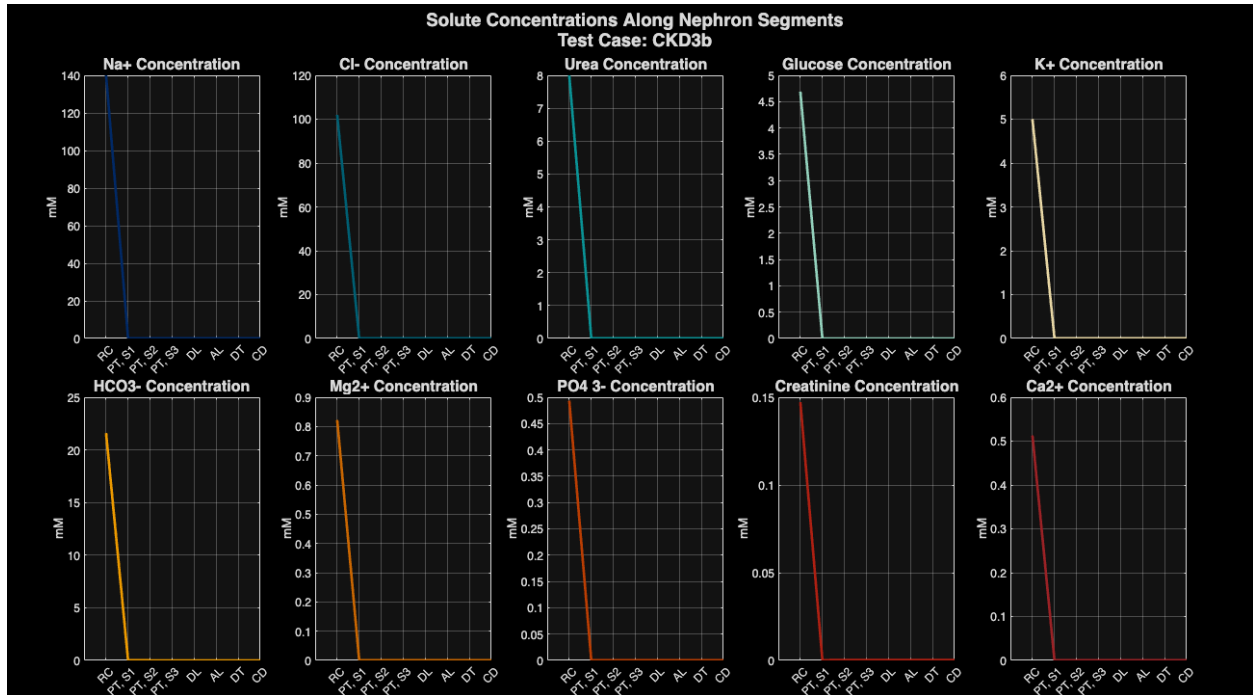 Solute Concentrations Along Nephron Segments
Test Case: CKD3b
Na+ Concentration
mM
140
120
100
80
60
40
20
0
RC
PT, S1
PT, S2
PT, S3
DL
AL
DT
CD
Cl- Concentration
mM
120
100
80
60
40
20
0
RC
PT, S1
PT, S2
PT, S3
DL
AL
DT
CD
Urea Concentration
mM
8
7
6
5
4
3
2
1
0
RC
PT, S1
PT, S2
PT, S3
DL
AL
DT
CD
Glucose Concentration
mM
5
4.5
4
3.5
3
2.5
2
1.5
1
0.5
0
RC
PT, S1
PT, S2
PT, S3
DL
AL
DT
CD
K+ Concentration
mM
6
5
4
3
2
1
0
RC
PT, S1
PT, S2
PT, S3
DL
AL
DT
CD
HCO3- Concentration
mM
25
20
15
10
5
0
RC
PT, S1
PT, S2
PT, S3
DL
AL
DT
CD
Mg2+ Concentration
mM
0.9
0.8
0.7
0.6
0.5
0.4
0.3
0.2
0.1
0
RC
PT, S1
PT, S2
PT, S3
DL
AL
DT
CD
PO4 3- Concentration
mM
0.5
0.45
0.4
0.35
0.3
0.25
0.2
0.15
0.1
0.05
0
RC
PT, S1
PT, S2
PT, S3
DL
AL
DT
CD
Creatinine Concentration
mM
0.15
0.1
0.05
0
RC
PT, S1
PT, S2
PT, S3
DL
AL
DT
CD
Ca2+ Concentration
mM
0.6
0.5
0.4
0.3
0.2
0.1
0
RC
PT, S1
PT, S2
PT, S3
DL
AL
DT
CD